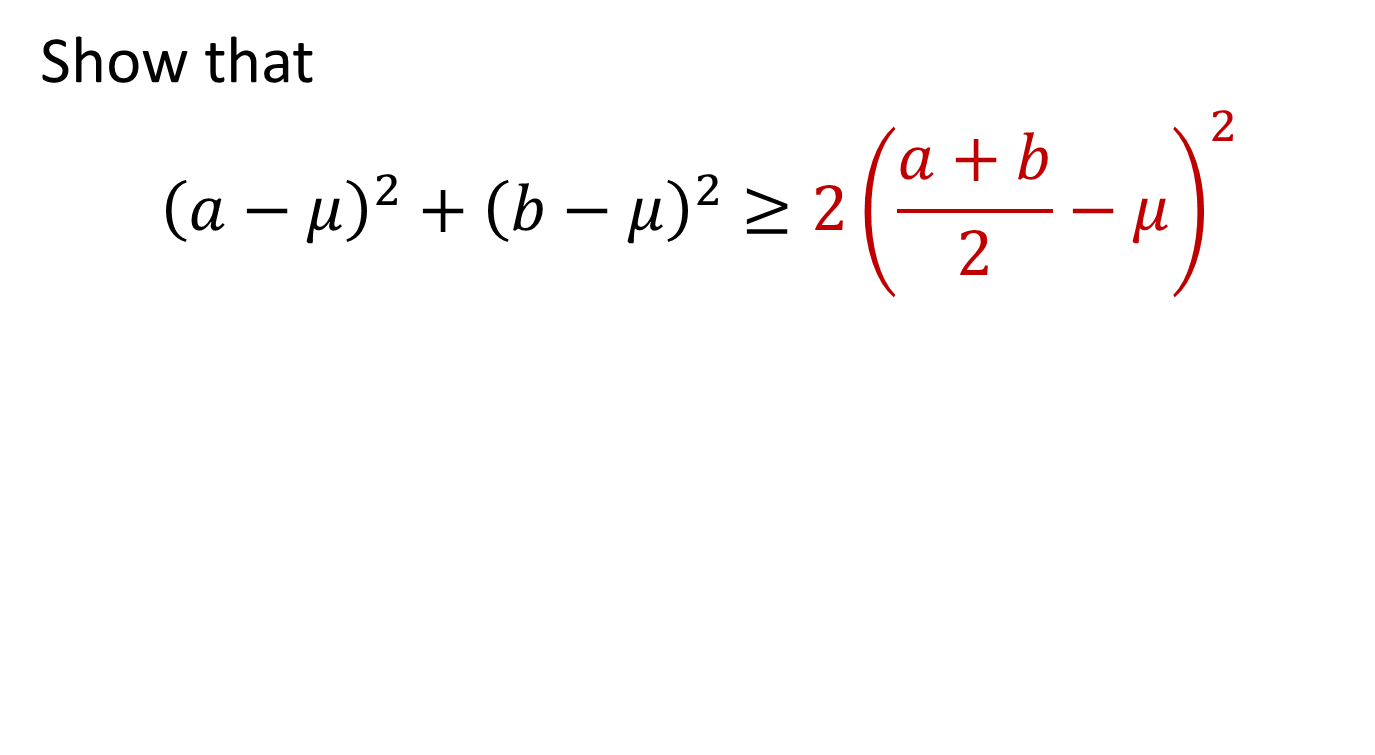 Show that
(𝑎 − 𝜇)² + (𝑏 − 𝜇)² ≥ 2((𝑎 + 𝑏)/2 − 𝜇)²